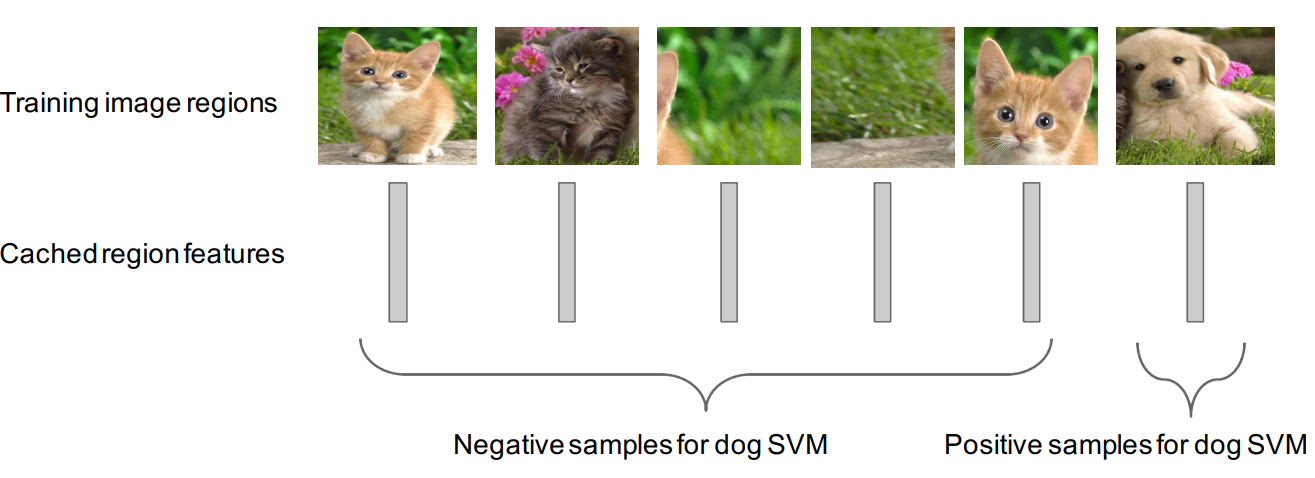 Training image regions
Cached region features
Negative samples for dog SVM
Positive samples for dog SVM